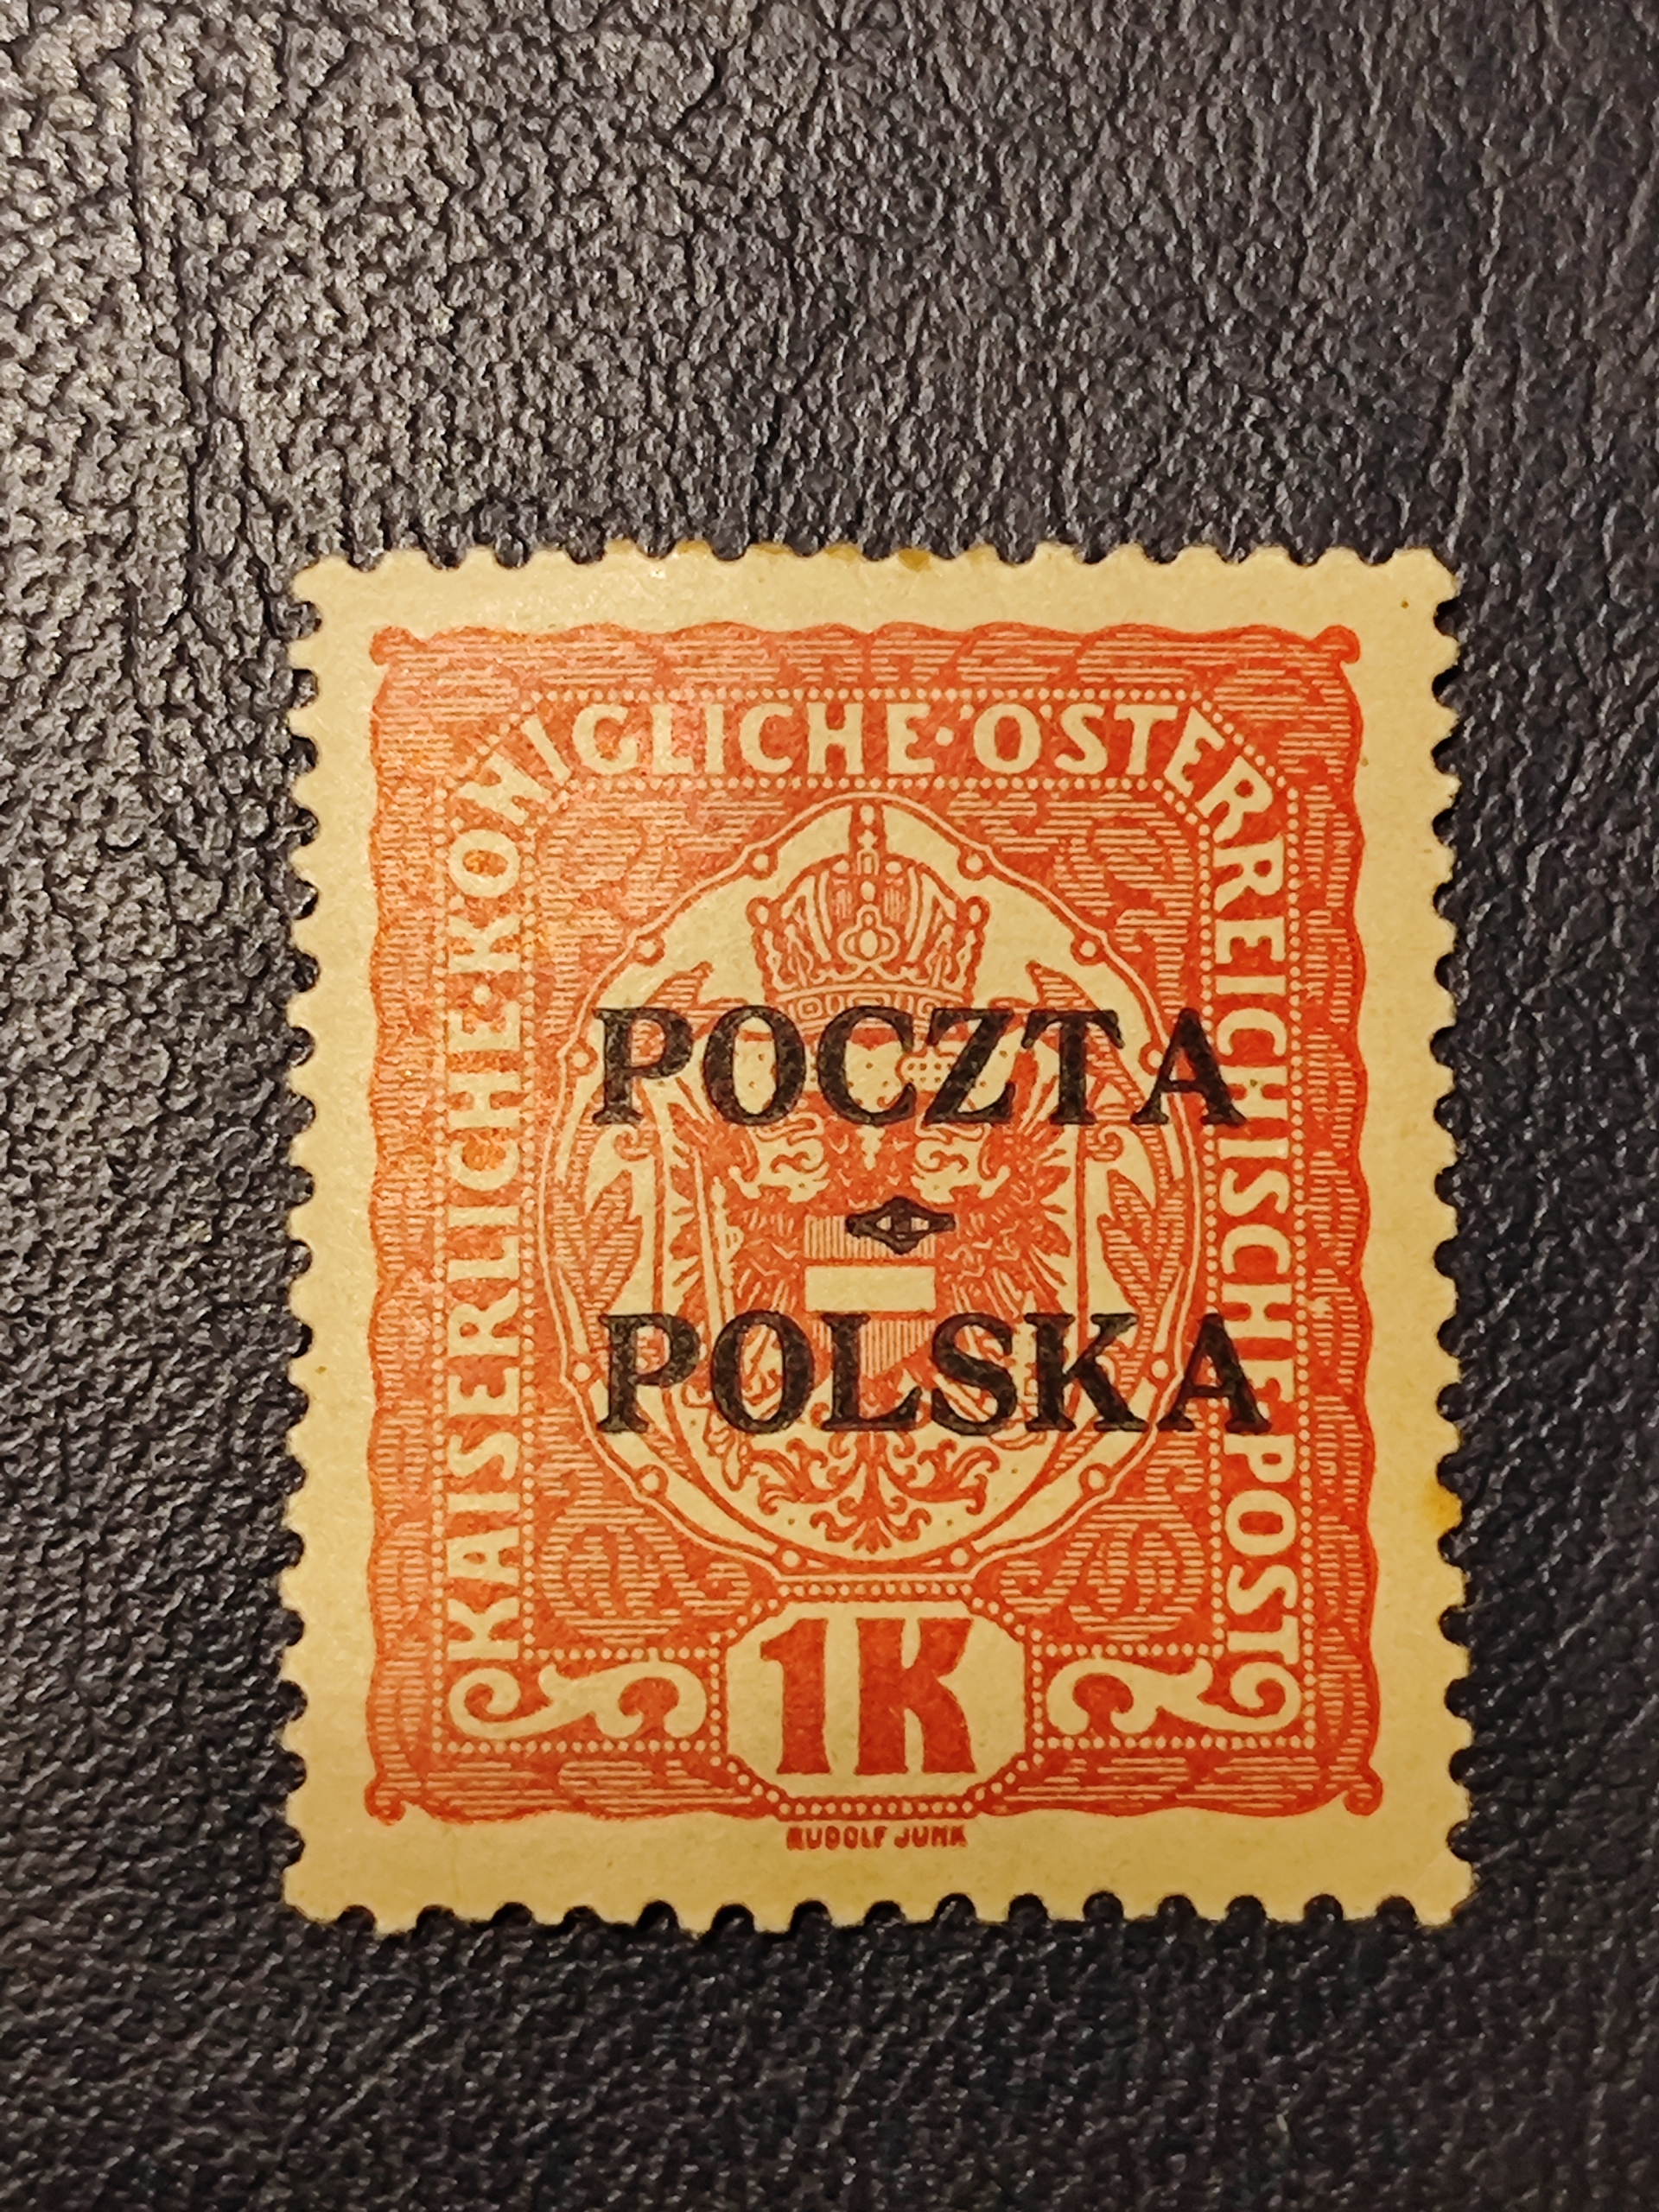 KAISERLICHE·KÖNIGLICHE·ÖSTERREICHISCHE·POST
POCZTA
POLSKA
1K
RUDOLF JUNK